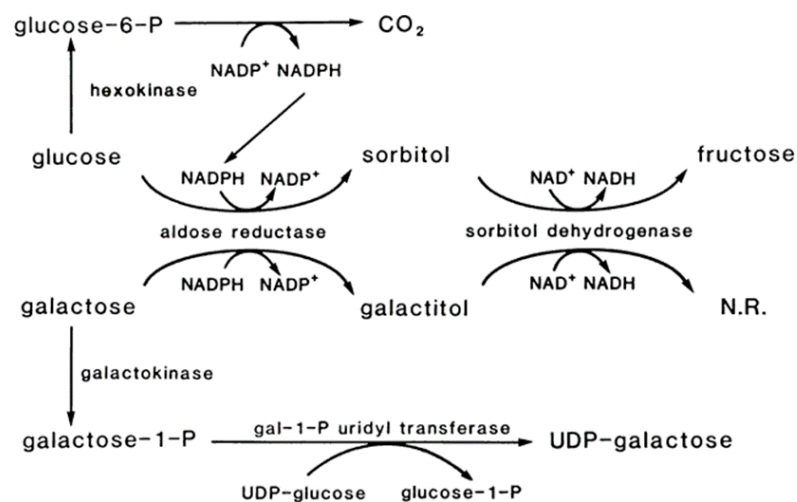 glucose-6-P CO₂
NADP⁺ NADPH
hexokinase
glucose sorbitol fructose
NADPH NADP⁺ NAD⁺ NADH
aldose reductase sorbitol dehydrogenase
NADPH NADP⁺ NAD⁺ NADH
galactose galactitol N.R.
galactokinase
gal-1-P uridyl transferase
galactose-1-P UDP-galactose
UDP-glucose glucose-1-P